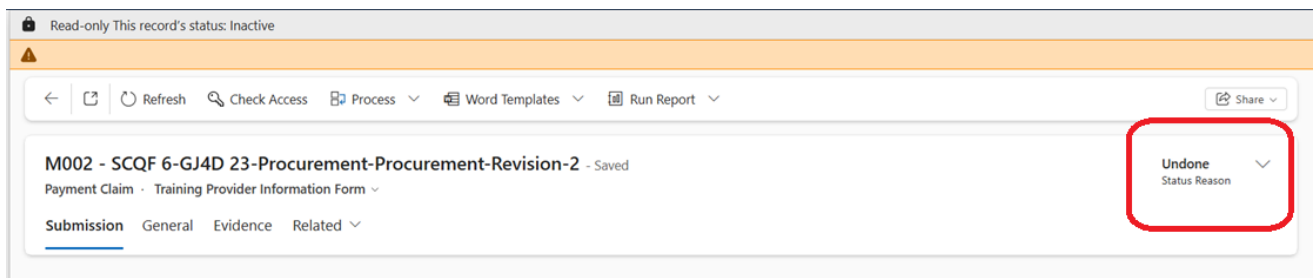 Read-only This record's status: Inactive
Refresh Check Access Process Word Templates Run Report Share
M002 - SCQF 6-GJ4D 23-Procurement-Procurement-Revision-2 - Saved
Undone
Payment Claim · Training Provider Information Form
Status Reason
Submission General Evidence Related